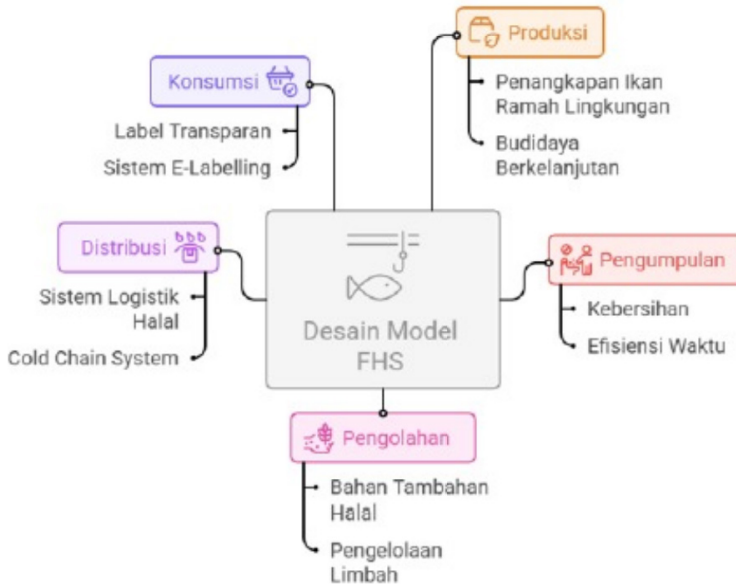 Produksi
Penangkapan Ikan
Ramah Lingkungan
Budidaya
Berkelanjutan
Konsumsi
Label Transparan
Sistem E-Labelling
Distribusi
Sistem Logistik
Halal
Cold Chain System
Desain Model
FHS
Pengumpulan
Kebersihan
Efisiensi Waktu
Pengolahan
Bahan Tambahan
Halal
Pengelolaan
Limbah